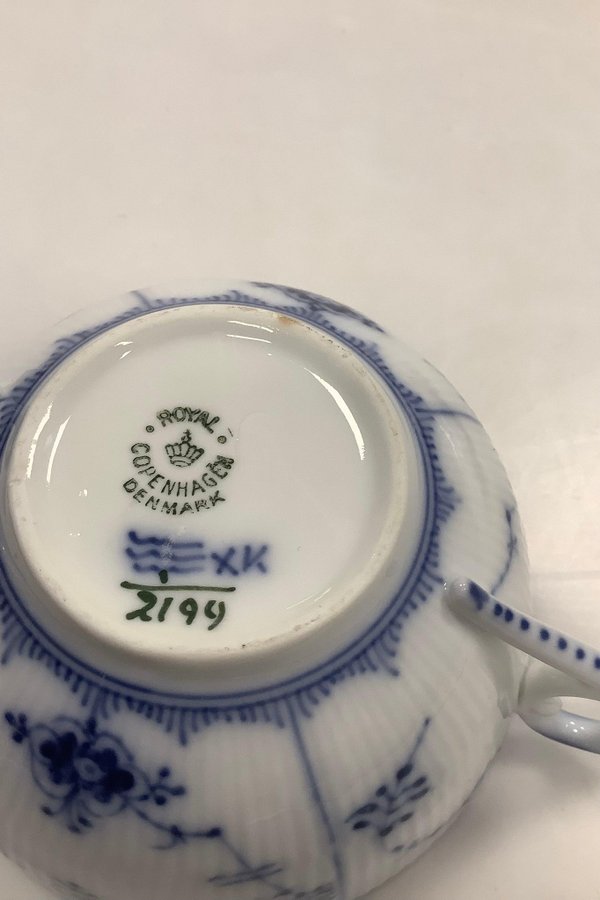 ROYAL
COPENHAGEN
DENMARK
XK
1
2199